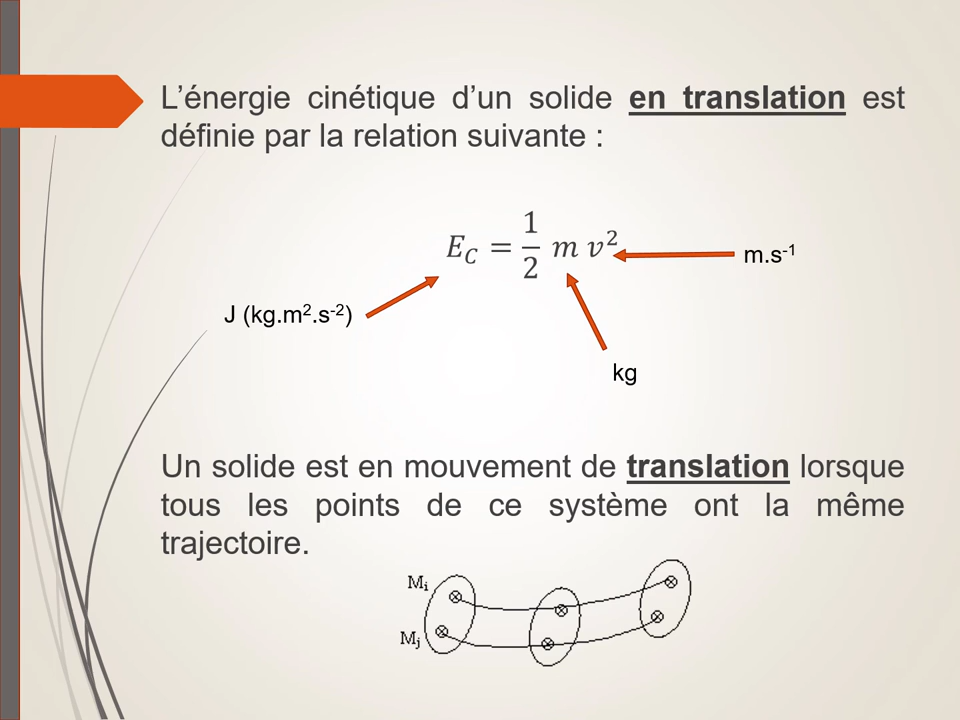 L’énergie cinétique d’un solide en translation est
définie par la relation suivante :
E_C = 1/2 m v²
m.s⁻¹
J (kg.m².s⁻²)
kg
Un solide est en mouvement de translation lorsque
tous les points de ce système ont la même
trajectoire.
Mᵢ
Mⱼ